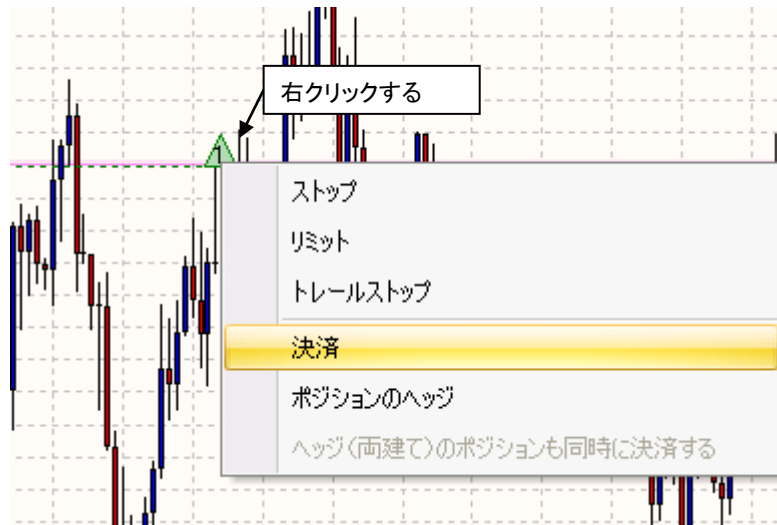 右クリックする
1
ストップ
リミット
トレールストップ
決済
ポジションのヘッジ
ヘッジ(両建て)のポジションも同時に決済する